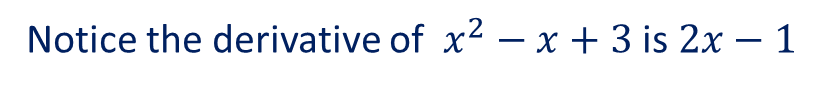 Notice the derivative of x² − x + 3 is 2x − 1